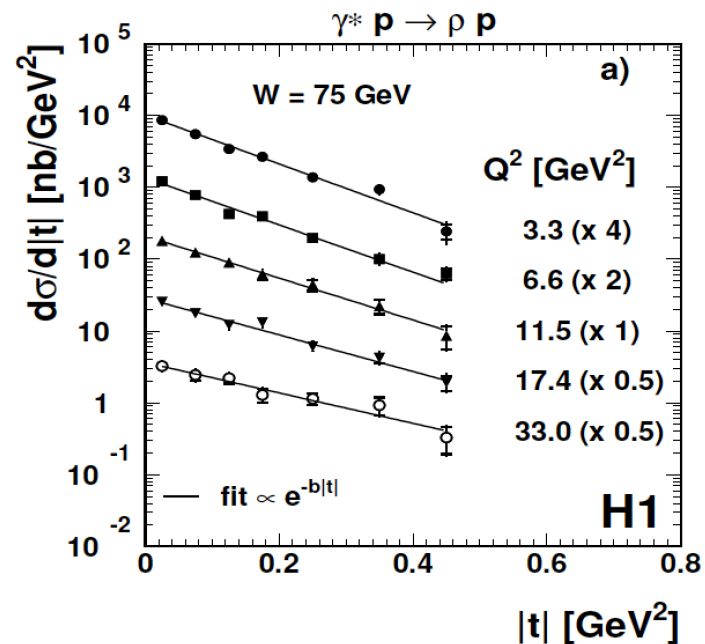 γ* p → ρ p
a)
W = 75 GeV
Q² [GeV²]
3.3 (x 4)
6.6 (x 2)
11.5 (x 1)
17.4 (x 0.5)
33.0 (x 0.5)
fit ∝ e^-b|t|
H1
dσ/d|t| [nb/GeV²]
10^5
10^4
10^3
10^2
10
1
10^-1
10^-2
0 0.2 0.4 0.6 0.8
|t| [GeV²]